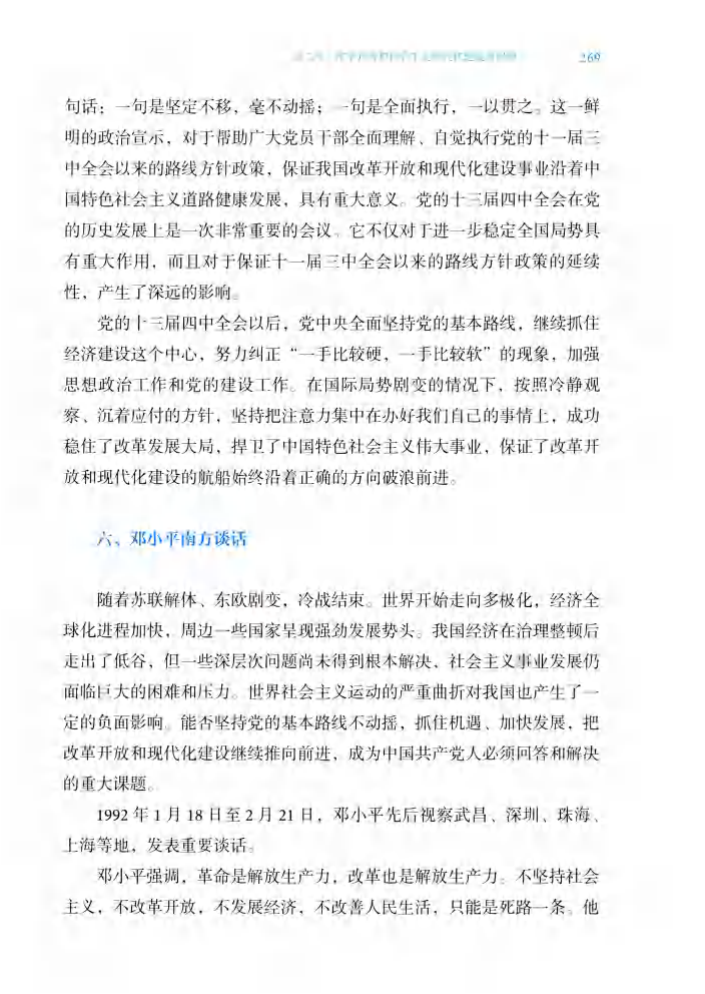 269
句话：一句是坚定不移，毫不动摇；一句是全面执行，一以贯之。这一鲜
明的政治宣示，对于帮助广大党员干部全面理解、自觉执行党的十一届三
中全会以来的路线方针政策，保证我国改革开放和现代化建设事业沿着中
国特色社会主义道路健康发展，具有重大意义。党的十三届四中全会在党
的历史发展上是一次非常重要的会议。它不仅对于进一步稳定全国局势具
有重大作用，而且对于保证十一届三中全会以来的路线方针政策的延续
性，产生了深远的影响。
党的十三届四中全会以后，党中央全面坚持党的基本路线，继续抓住
经济建设这个中心，努力纠正“一手比较硬，一手比较软”的现象，加强
思想政治工作和党的建设工作。在国际局势剧变的情况下，按照冷静观
察、沉着应付的方针，坚持把注意力集中在办好我们自己的事情上，成功
稳住了改革发展大局，捍卫了中国特色社会主义伟大事业，保证了改革开
放和现代化建设的航船始终沿着正确的方向破浪前进。
六、邓小平南方谈话
随着苏联解体、东欧剧变，冷战结束。世界开始走向多极化，经济全
球化进程加快，周边一些国家呈现强劲发展势头。我国经济在治理整顿后
走出了低谷，但一些深层次问题尚未得到根本解决，社会主义事业发展仍
面临巨大的困难和压力。世界社会主义运动的严重曲折对我国也产生了一
定的负面影响。能否坚持党的基本路线不动摇，抓住机遇、加快发展，把
改革开放和现代化建设继续推向前进，成为中国共产党人必须回答和解决
的重大课题。
1992 年 1 月 18 日至 2 月 21 日，邓小平先后视察武昌、深圳、珠海、
上海等地，发表重要谈话。
邓小平强调，革命是解放生产力，改革也是解放生产力。不坚持社会
主义，不改革开放，不发展经济，不改善人民生活，只能是死路一条。他